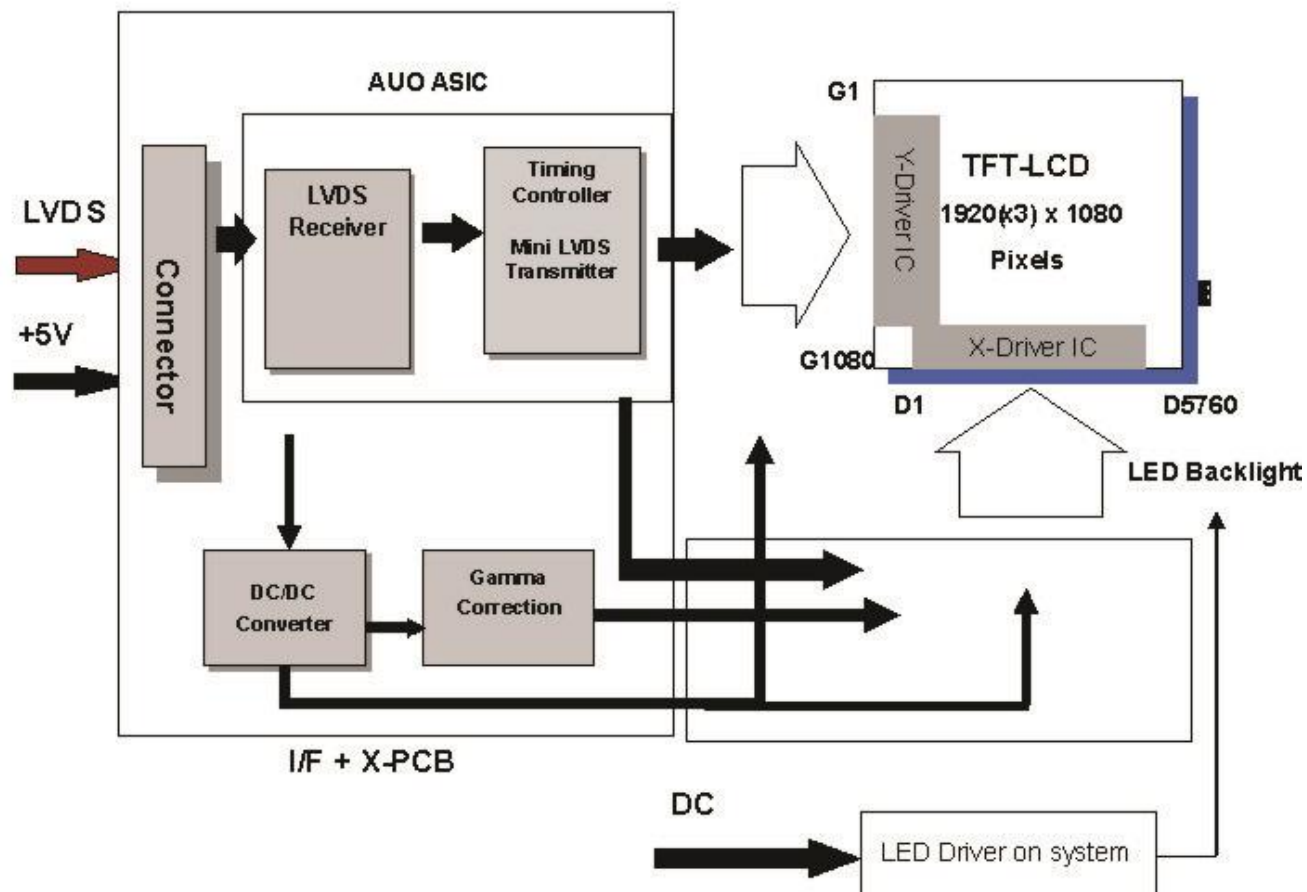 AUO ASIC
G1
LVDS
+5V
Connector
LVDS
Receiver
Timing
Controller
Mini LVDS
Transmitter
Y-Driver IC
TFT-LCD
1920(x3) x 1080
Pixels
X-Driver IC
G1080
D1
D5760
LED Backlight
DC/DC
Converter
Gamma
Correction
I/F + X-PCB
DC
LED Driver on system